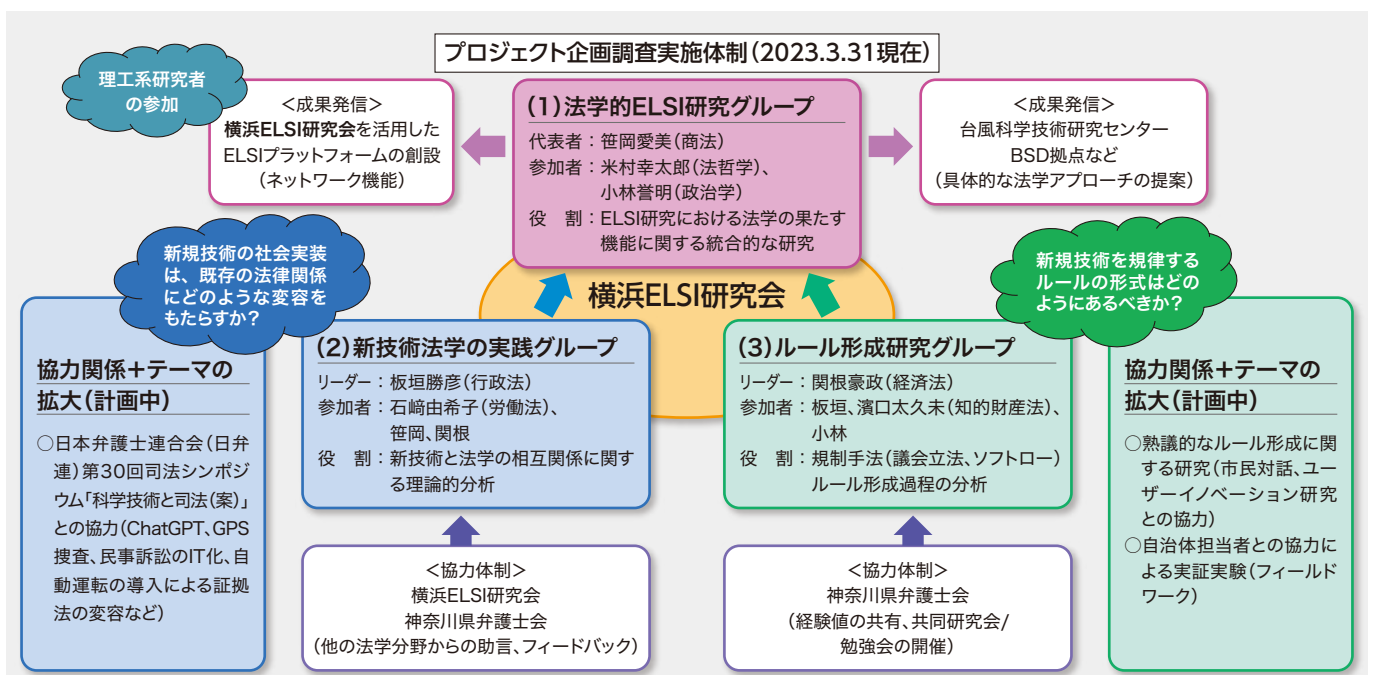 プロジェクト企画調査実施体制(2023.3.31現在)
理工系研究者
の参加
<成果発信>
横浜ELSI研究会を活用した
ELSIプラットフォームの創設
(ネットワーク機能)
(1)法学的ELSI研究グループ
代表者：笹岡愛美(商法)
参加者：米村幸太郎(法哲学)、
小林誉明(政治学)
役　割：ELSI研究における法学の果たす
機能に関する統合的な研究
<成果発信>
台風科学技術研究センター
BSD拠点など
(具体的な法学アプローチの提案)
新規技術の社会実装
は、既存の法律関係
にどのような変容を
もたらすか？
横浜ELSI研究会
新規技術を規律する
ルールの形式はどの
ようにあるべきか？
協力関係+テーマの
拡大(計画中)
○日本弁護士連合会(日弁
連)第30回司法シンポジ
ウム「科学技術と司法(案)」
との協力(ChatGPT、GPS
捜査、民事訴訟のIT化、自
動運転の導入による証拠
法の変容など)
(2)新技術法学の実践グループ
リーダー：板垣勝彦(行政法)
参加者：石﨑由希子(労働法)、
笹岡、関根
役　割：新技術と法学の相互関係に関す
る理論的分析
(3)ルール形成研究グループ
リーダー：関根豪政(経済法)
参加者：板垣、濱口太久未(知的財産法)、
小林
役　割：規制手法(議会立法、ソフトロー)
ルール形成過程の分析
協力関係+テーマの
拡大(計画中)
○熟議的なルール形成に関
する研究(市民対話、ユー
ザーイノベーション研究
との協力)
○自治体担当者との協力に
よる実証実験(フィールド
ワーク)
<協力体制>
横浜ELSI研究会
神奈川県弁護士会
(他の法学分野からの助言、フィードバック)
<協力体制>
神奈川県弁護士会
(経験値の共有、共同研究会/
勉強会の開催)